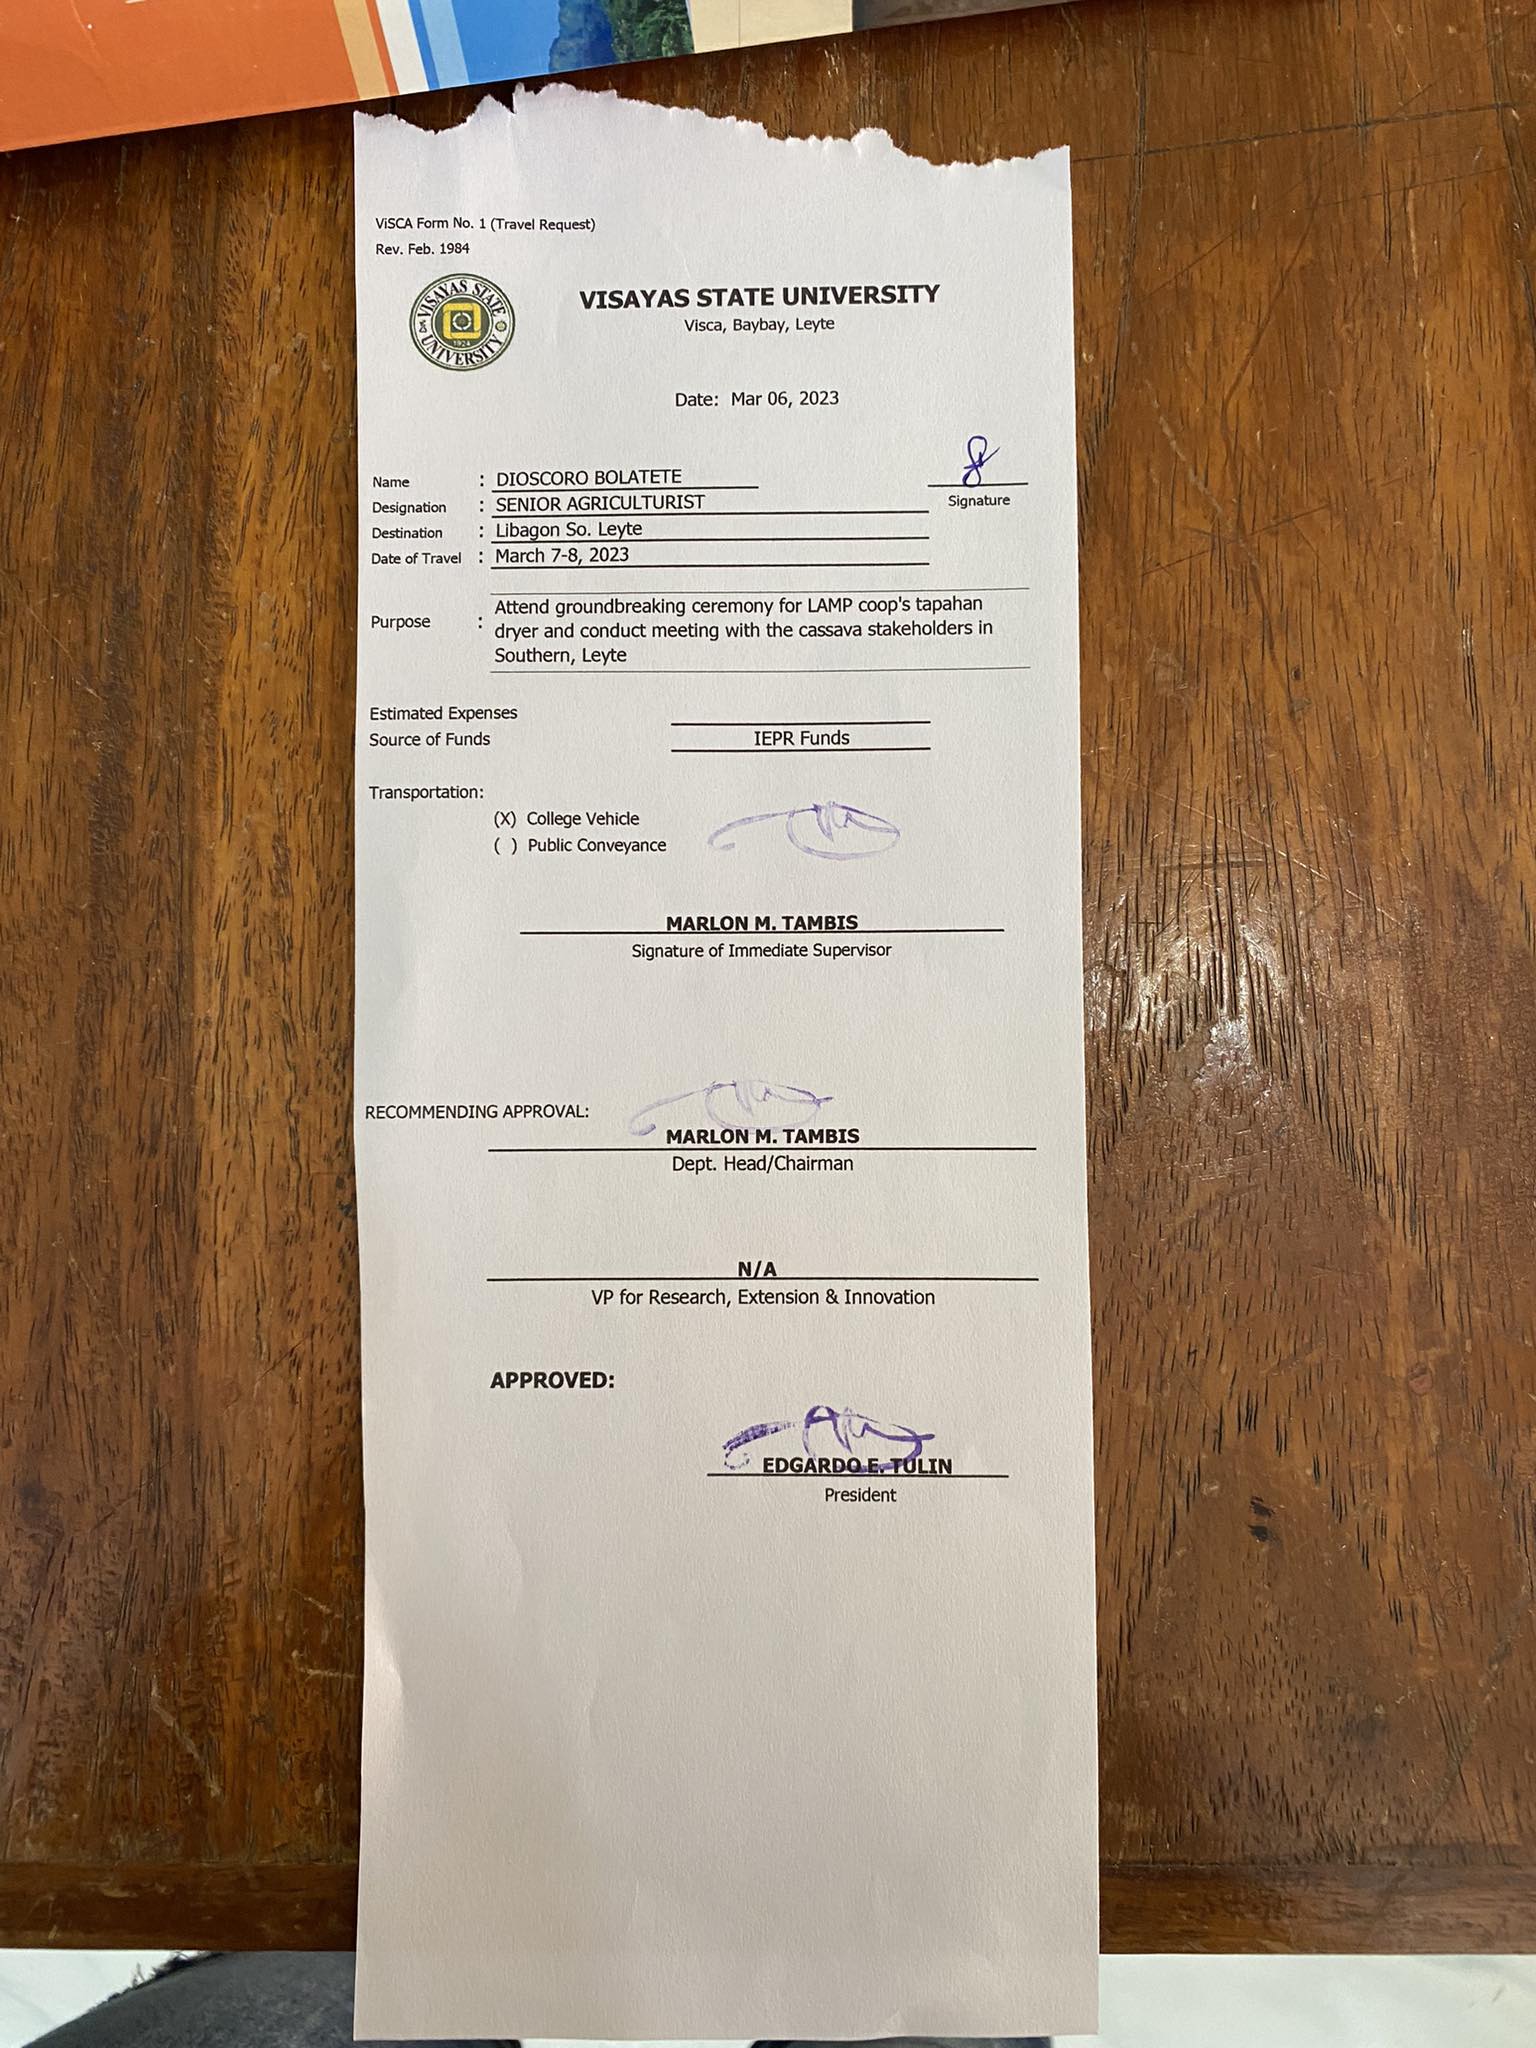 ViSCA Form No. 1 (Travel Request)
Rev. Feb. 1984
VISAYAS STATE UNIVERSITY
1924
VISAYAS STATE UNIVERSITY
Visca, Baybay, Leyte
Date: Mar 06, 2023
Name : DIOSCORO BOLATETE
Signature
Designation : SENIOR AGRICULTURIST
Destination : Libagon So. Leyte
Date of Travel : March 7-8, 2023
Purpose : Attend groundbreaking ceremony for LAMP coop's tapahan
dryer and conduct meeting with the cassava stakeholders in
Southern, Leyte
Estimated Expenses
Source of Funds IEPR Funds
Transportation:
(X) College Vehicle
( ) Public Conveyance
MARLON M. TAMBIS
Signature of Immediate Supervisor
RECOMMENDING APPROVAL:
MARLON M. TAMBIS
Dept. Head/Chairman
N/A
VP for Research, Extension & Innovation
APPROVED:
EDGARDO E. TULIN
President